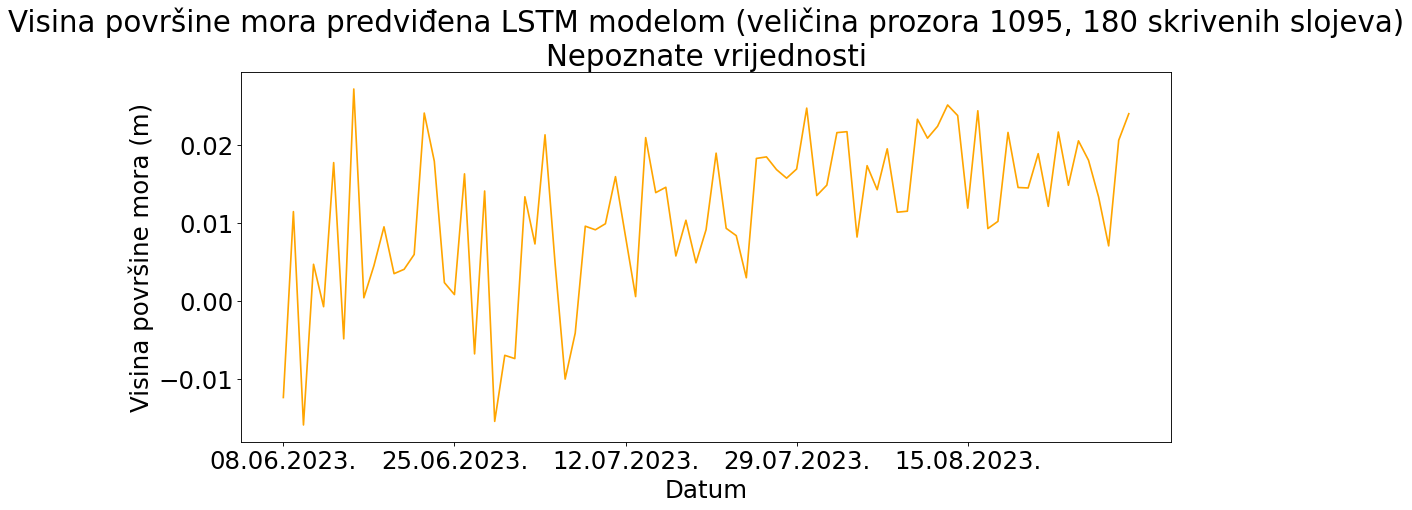 Visina površine mora predviđena LSTM modelom (veličina prozora 1095, 180 skrivenih slojeva)
Nepoznate vrijednosti
Visina površine mora (m)
0.02
0.01
0.00
−0.01
08.06.2023. 25.06.2023. 12.07.2023. 29.07.2023. 15.08.2023.
Datum